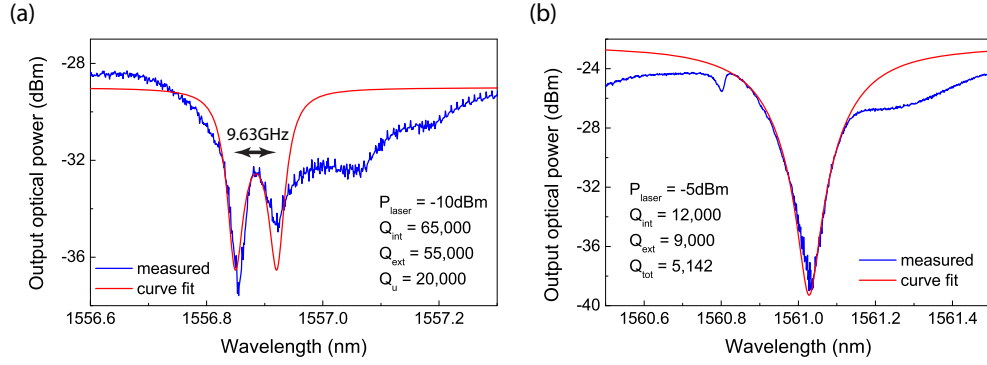 (a)
Output optical power (dBm)
-28
-32
-36
9.63GHz
P_laser = -10dBm
Q_int = 65,000
Q_ext = 55,000
Q_u = 20,000
measured
curve fit
1556.6
1556.8
1557.0
1557.2
Wavelength (nm)
(b)
Output optical power (dBm)
-24
-28
-32
-36
-40
P_laser = -5dBm
Q_int = 12,000
Q_ext = 9,000
Q_tot = 5,142
measured
curve fit
1560.6
1560.8
1561.0
1561.2
1561.4
Wavelength (nm)